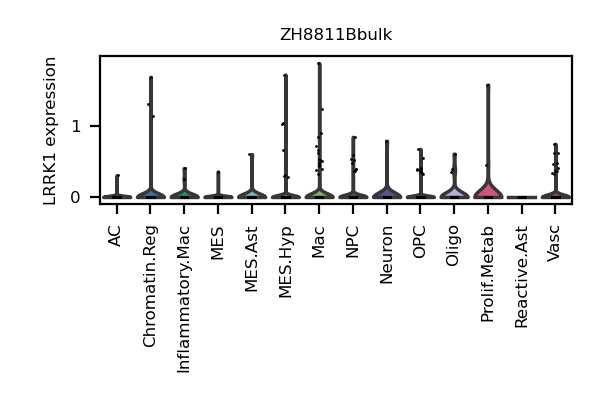 ZH8811Bbulk
LRRK1 expression
1
0
AC
Chromatin.Reg
Inflammatory.Mac
MES
MES.Ast
MES.Hyp
Mac
NPC
Neuron
OPC
Oligo
Prolif.Metab
Reactive.Ast
Vasc